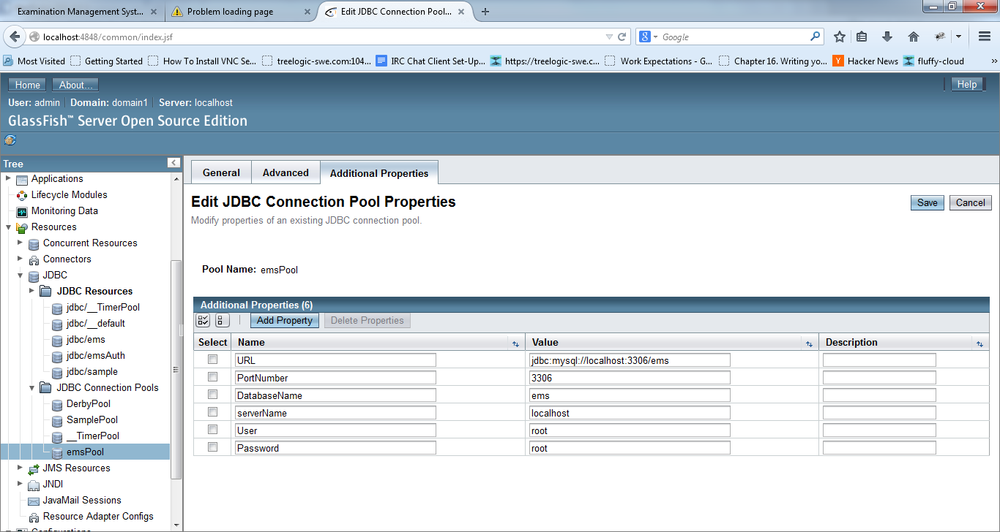 Examination Management Syst...
Problem loading page
Edit JDBC Connection Pool...
localhost:4848/common/index.jsf
Google
Most Visited
Getting Started
How To Install VNC Se...
treelogic-swe.com:104...
IRC Chat Client Set-Up...
https://treelogic-swe.c...
Work Expectations - G...
Chapter 16. Writing yo...
Hacker News
fluffy-cloud
Home
About...
Help
User: admin
Domain: domain1
Server: localhost
GlassFish™ Server Open Source Edition
Tree
Applications
Lifecycle Modules
Monitoring Data
Resources
Concurrent Resources
Connectors
JDBC
JDBC Resources
jdbc/__TimerPool
jdbc/__default
jdbc/ems
jdbc/emsAuth
jdbc/sample
JDBC Connection Pools
DerbyPool
SamplePool
__TimerPool
emsPool
JMS Resources
JNDI
JavaMail Sessions
Resource Adapter Configs
General
Advanced
Additional Properties
Edit JDBC Connection Pool Properties
Save
Cancel
Modify properties of an existing JDBC connection pool.
Pool Name: emsPool
Additional Properties (6)
Add Property
Delete Properties
Select
Name
Value
Description
URL
jdbc:mysql://localhost:3306/ems
PortNumber
3306
DatabaseName
ems
serverName
localhost
User
root
Password
root